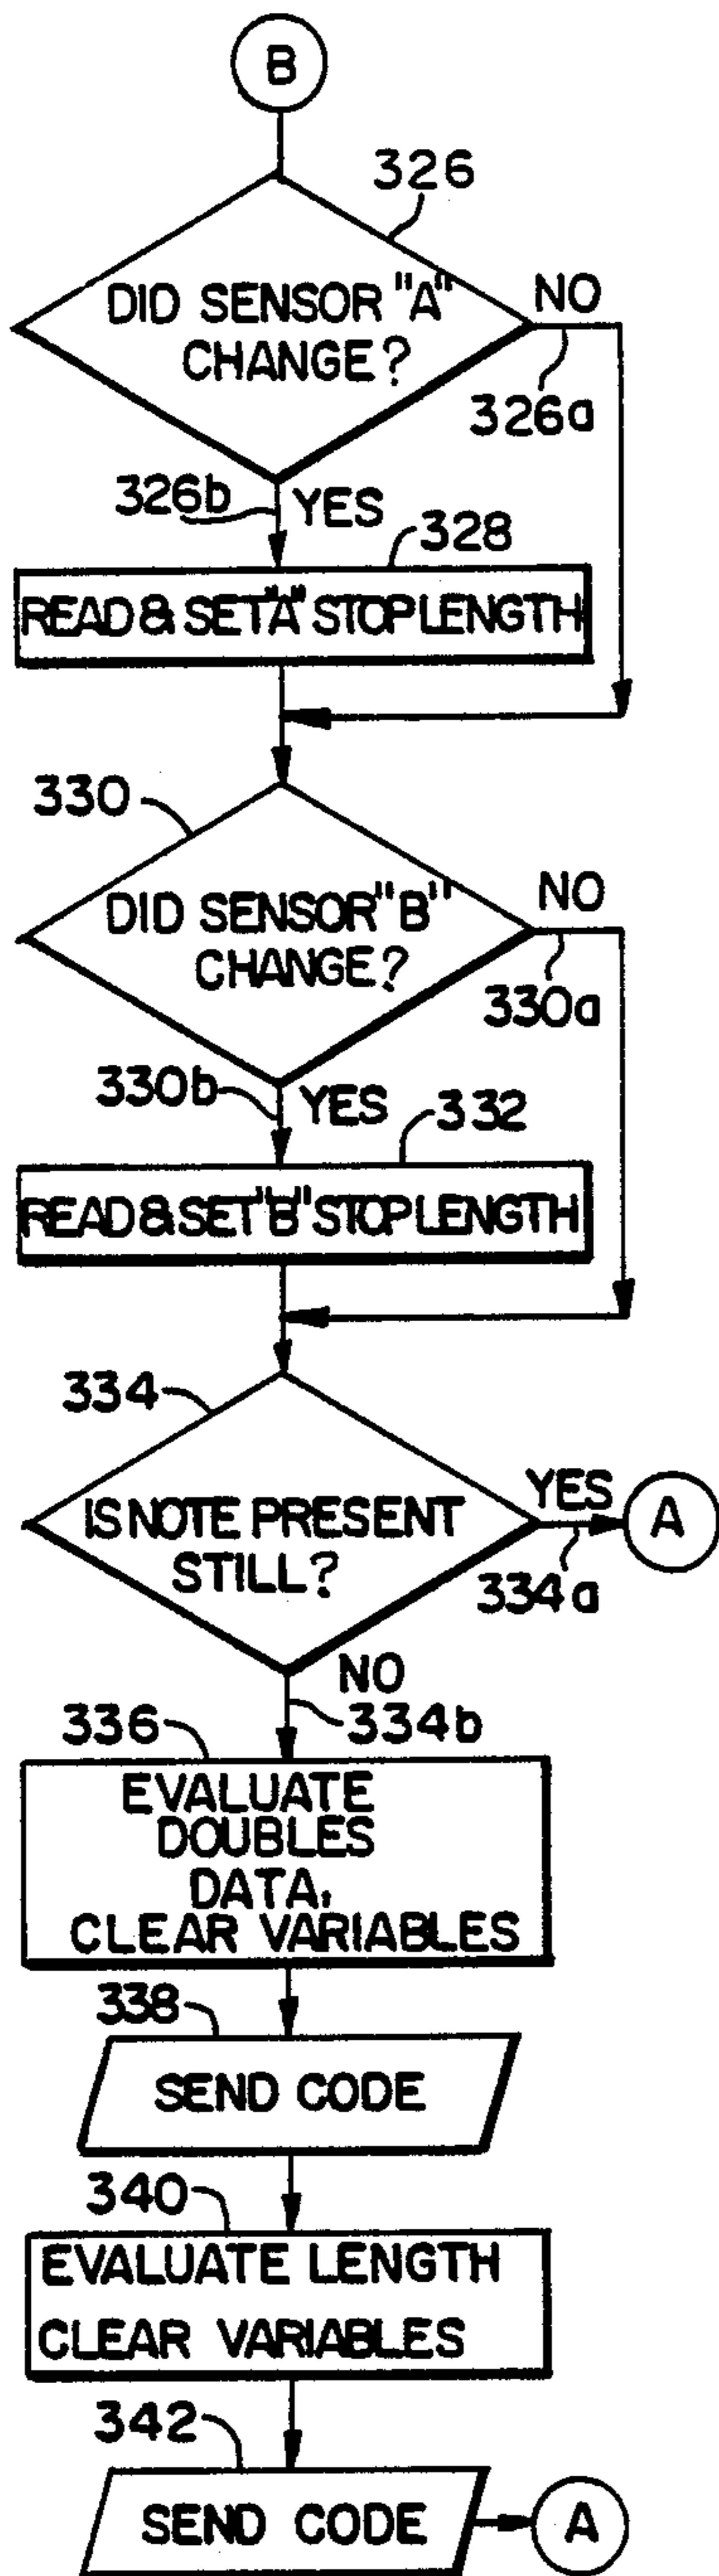 B
326
DID SENSOR "A"
CHANGE?
NO
326a
326b
YES
328
READ & SET "A" STOP LENGTH
330
DID SENSOR "B"
CHANGE?
NO
330a
330b
YES
332
READ & SET "B" STOP LENGTH
334
IS NOTE PRESENT
STILL?
YES
A
334a
NO
334b
336
EVALUATE
DOUBLES
DATA,
CLEAR VARIABLES
338
SEND CODE
340
EVALUATE LENGTH
CLEAR VARIABLES
342
SEND CODE
A